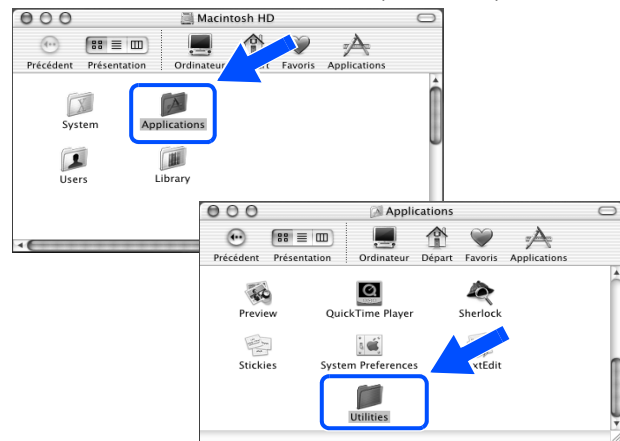 Macintosh HD
Précédent Présentation Ordinateur Favoris Applications
System Applications
Users Library
Applications
Précédent Présentation Ordinateur Départ Favoris Applications
Preview QuickTime Player Sherlock
Stickies System Preferences
Utilities